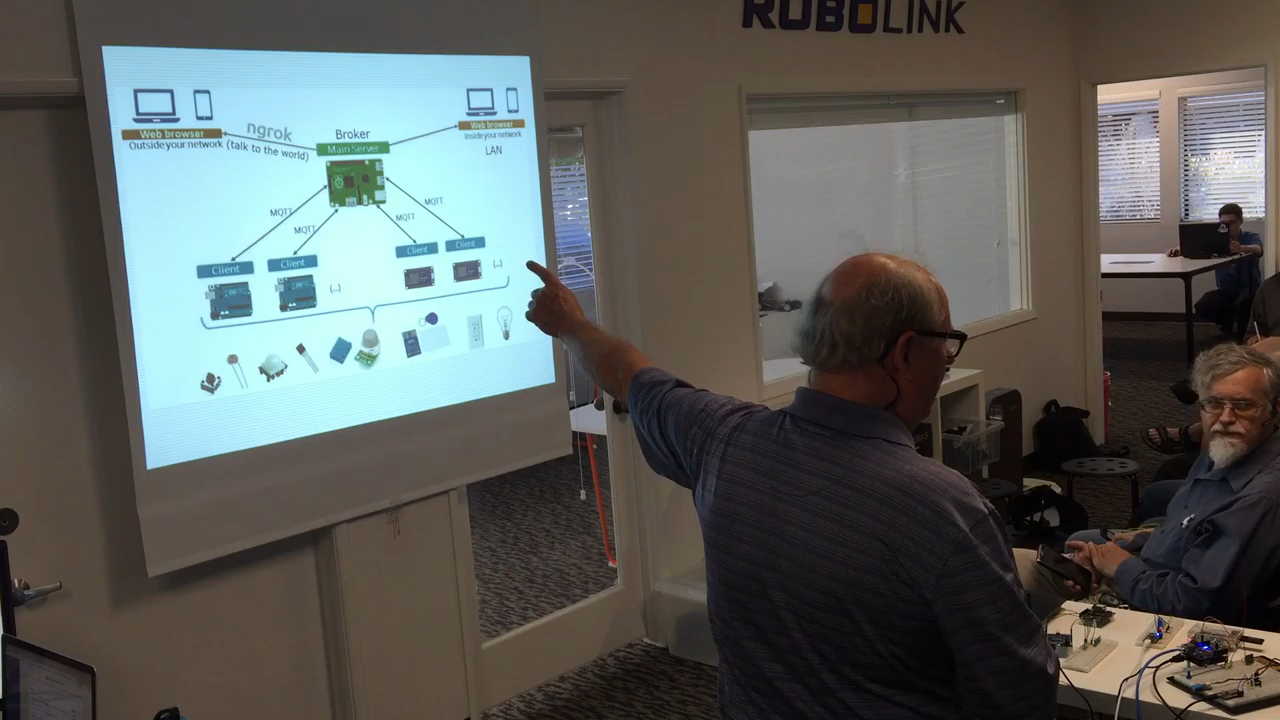 ROBOLINK
ngrok
Broker
Web browser
Main Server
Web browser
Outside your network
(talk to the world)
Inside your network
LAN
MQTT
MQTT
MQTT
MQTT
Client
Client
Client
Client
(...)
(...)